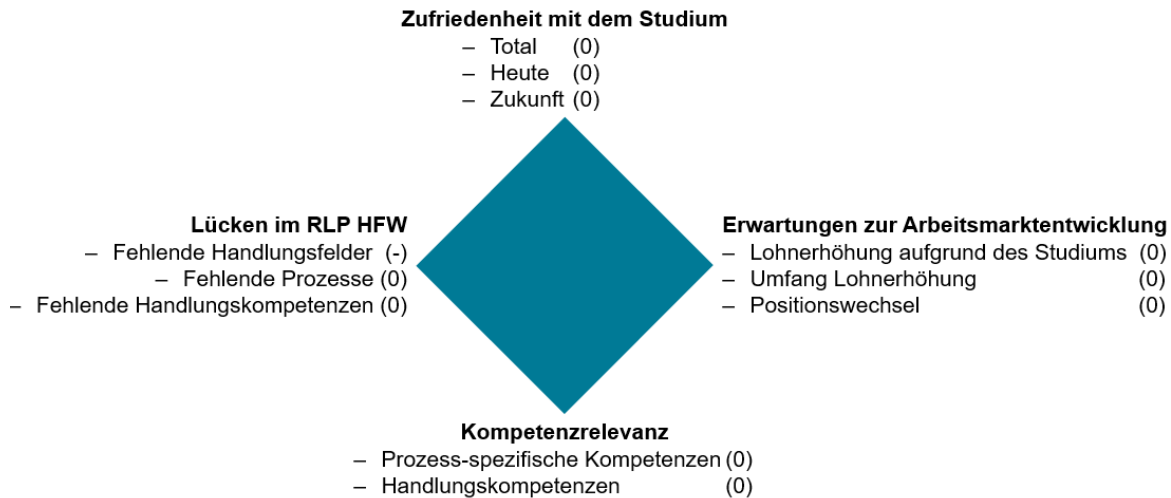 Zufriedenheit mit dem Studium
– Total (0)
– Heute (0)
– Zukunft (0)
Lücken im RLP HFW
– Fehlende Handlungsfelder (-)
– Fehlende Prozesse (0)
– Fehlende Handlungskompetenzen (0)
Erwartungen zur Arbeitsmarktentwicklung
– Lohnerhöhung aufgrund des Studiums (0)
– Umfang Lohnerhöhung (0)
– Positionswechsel (0)
Kompetenzrelevanz
– Prozess-spezifische Kompetenzen (0)
– Handlungskompetenzen (0)